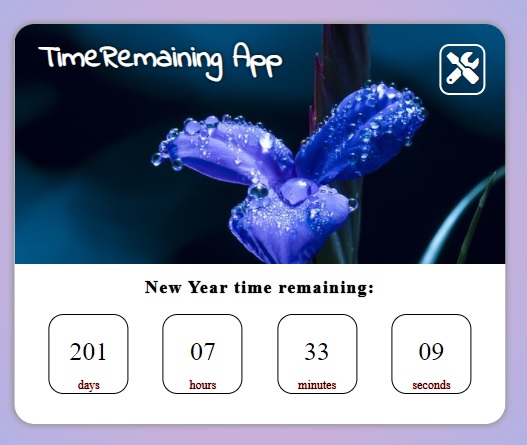 TimeRemaining App
New Year time remaining:
201 07 33 09
days hours minutes seconds